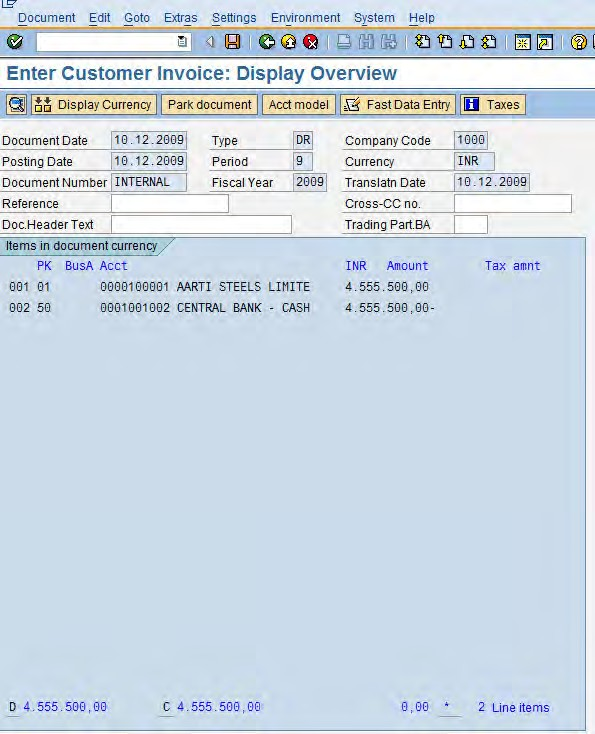 Document Edit Goto Extras Settings Environment System Help
Enter Customer Invoice: Display Overview
Display Currency Park document Acct model Fast Data Entry Taxes
Document Date 10.12.2009 Type DR Company Code 1000
Posting Date 10.12.2009 Period 9 Currency INR
Document Number INTERNAL Fiscal Year 2009 Translatn Date 10.12.2009
Reference Cross-CC no.
Doc.Header Text Trading Part.BA
Items in document currency
PK BusA Acct INR Amount Tax amnt
001 01 0000100001 AARTI STEELS LIMITE 4.555.500,00
002 50 0001001002 CENTRAL BANK - CASH 4.555.500,00-
D 4.555.500,00 C 4.555.500,00 0,00 * 2 Line items